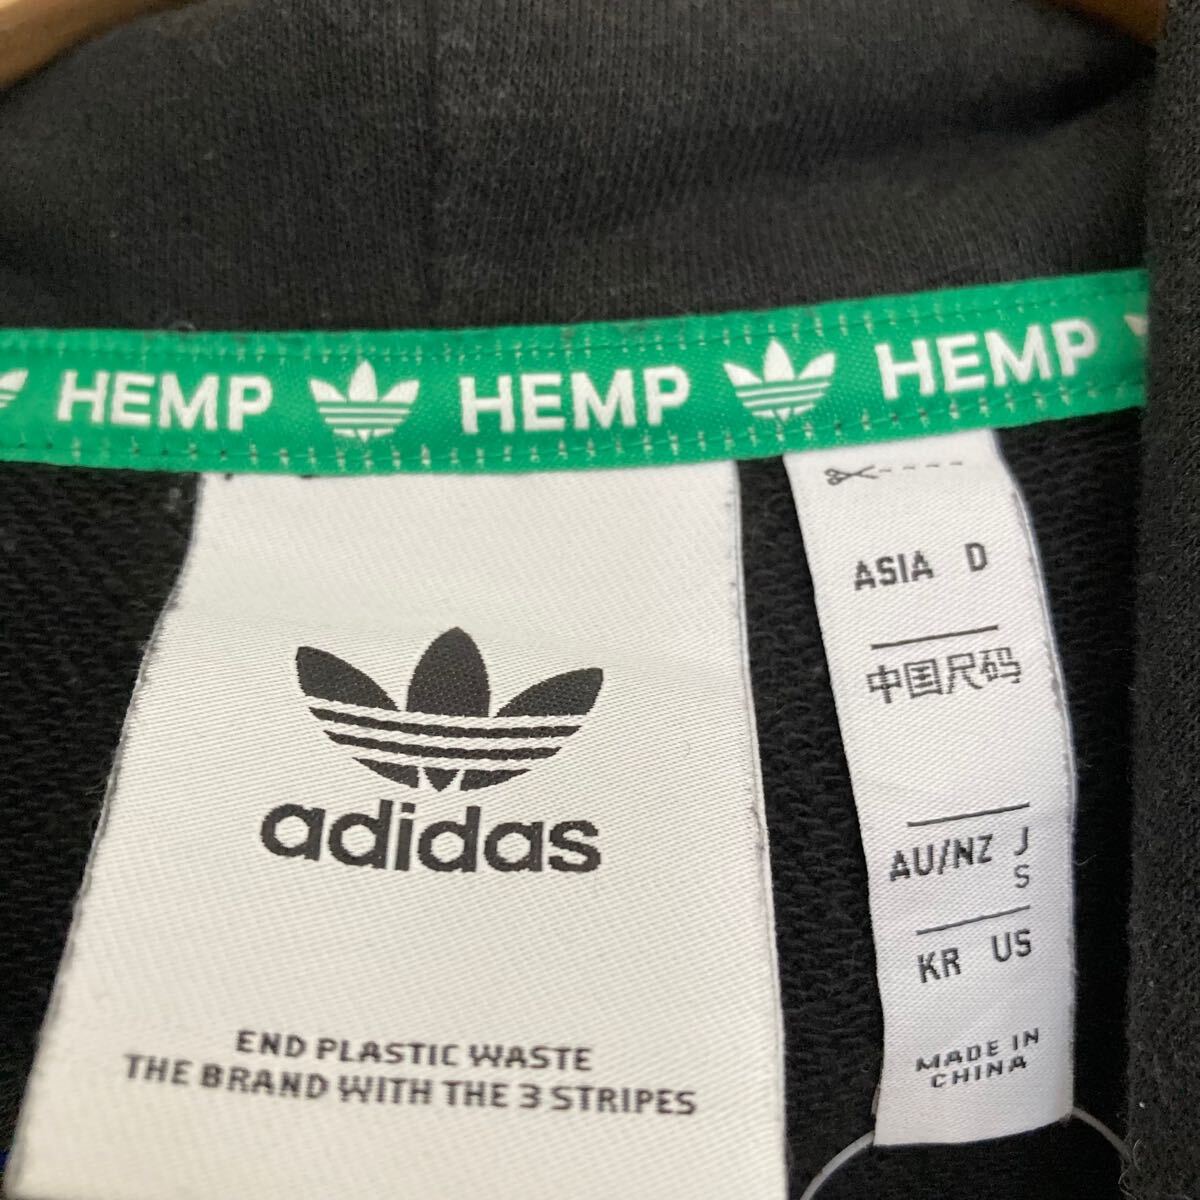 HEMP HEMP HEMP
adidas
END PLASTIC WASTE
THE BRAND WITH THE 3 STRIPES
ASIA D
中国尺码
AU/NZ J
S
KR US
MADE IN
CHINA